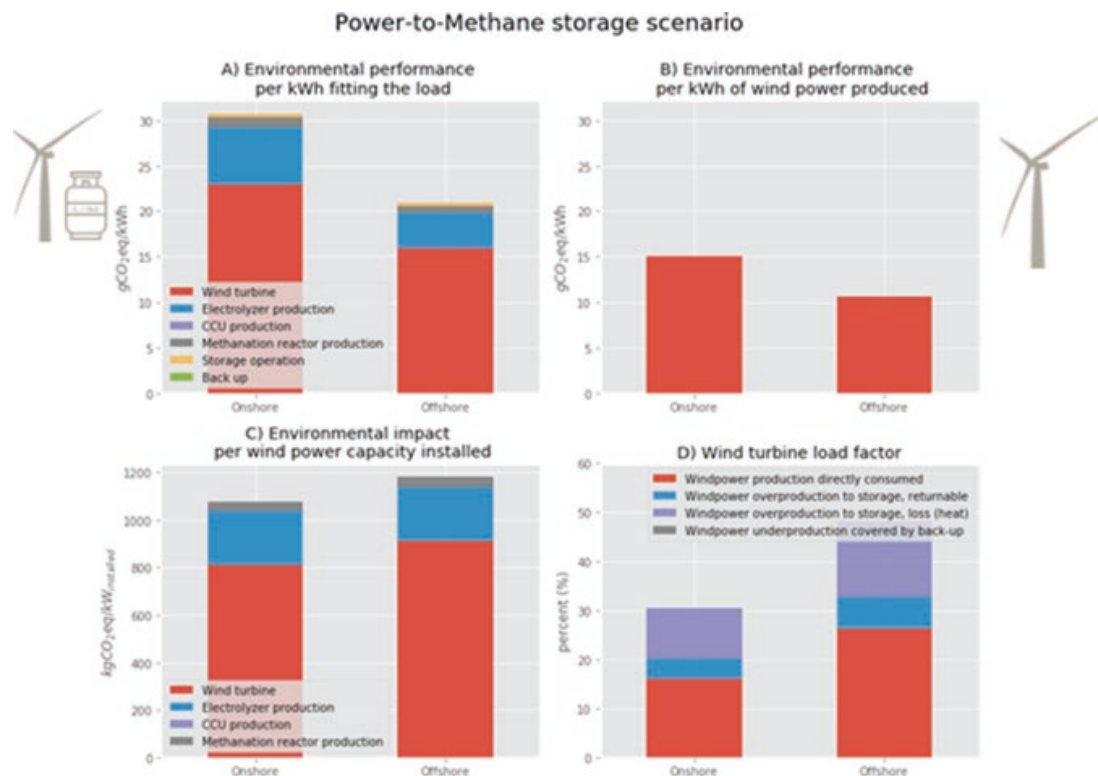 Power-to-Methane storage scenario
A) Environmental performance
per kWh fitting the load
gCO₂eq/kWh
30
25
20
15
10
5
0
Wind turbine
Electrolyzer production
CCU production
Methanation reactor production
Storage operation
Back up
Onshore
Offshore
B) Environmental performance
per kWh of wind power produced
gCO₂eq/kWh
30
25
20
15
10
5
0
Onshore
Offshore
C) Environmental impact
per wind power capacity installed
kgCO₂eq/kWinstalled
1200
1000
800
600
400
200
0
Wind turbine
Electrolyzer production
CCU production
Methanation reactor production
Onshore
Offshore
D) Wind turbine load factor
percent (%)
60
50
40
30
20
10
0
Windpower production directly consumed
Windpower overproduction to storage, returnable
Windpower overproduction to storage, loss (heat)
Windpower underproduction covered by back-up
Onshore
Offshore